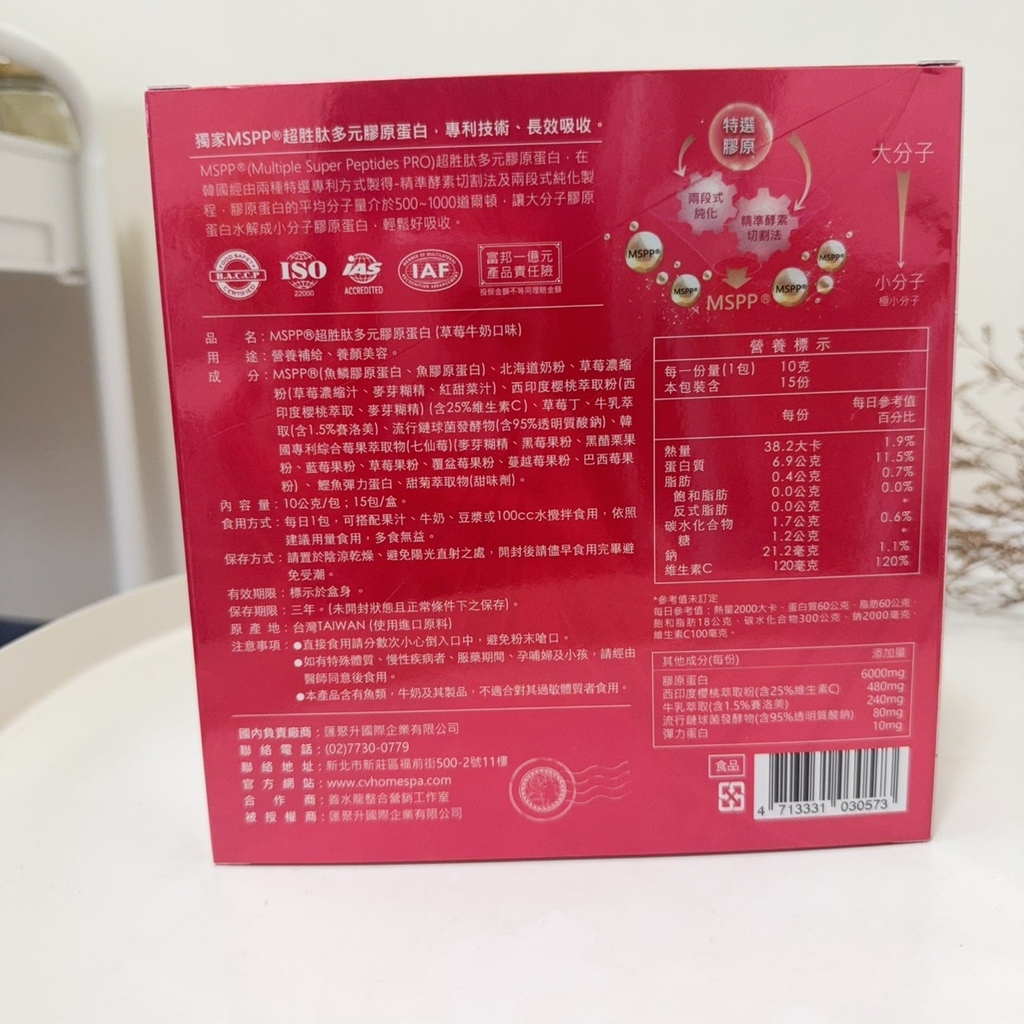 獨家MSPP®超胜肽多元膠原蛋白,專利技術、長效吸收。
MSPP®(Multiple Super Peptides PRO)超胜肽多元膠原蛋白,在
韓國經由兩種特選專利方式製得-精準酵素切割法及兩段式純化製
程,膠原蛋白的平均分子量介於500~1000道爾頓,讓大分子膠原
蛋白水解成小分子膠原蛋白,輕鬆好吸收。
特選
膠原
兩段式
純化
精準酵素
切割法
MSPP®
MSPP®
MSPP®
MSPP®
MSPP®
大分子
小分子
極小分子
FOOD SAFETY
H.A.C.C.P
CERTIFIED
ISO
22000
IAS
ACCREDITED
IAF
富邦一億元
產品責任險
投保金額不等同理賠金額
品 名:MSPP®超胜肽多元膠原蛋白 (草莓牛奶口味)
用 途:營養補給、養顏美容。
成 分:MSPP®(魚鱗膠原蛋白、魚膠原蛋白)、北海道奶粉、草莓濃縮
粉(草莓濃縮汁、麥芽糊精、紅甜菜汁)、西印度櫻桃萃取粉(西
印度櫻桃萃取、麥芽糊精) (含25%維生素C)、草莓丁、牛乳萃
取(含1.5%賽洛美)、流行鏈球菌發酵物(含95%透明質酸鈉)、韓
國專利綜合莓果萃取物(七仙莓)(麥芽糊精、黑莓果粉、黑醋栗果
粉、藍莓果粉、草莓果粉、覆盆莓果粉、蔓越莓果粉、巴西莓果
粉)、 鰹魚彈力蛋白、甜菊萃取物(甜味劑)。
內 容 量:10公克/包;15包/盒。
食用方式:每日1包,可搭配果汁、牛奶、豆漿或100cc水攪拌食用,依照
建議用量食用,多食無益。
保存方式:請置於陰涼乾燥、避免陽光直射之處,開封後請儘早食用完畢避
免受潮。
有效期限:標示於盒身。
保存期限:三年。(未開封狀態且正常條件下之保存)。
原 產 地:台灣TAIWAN (使用進口原料)
注意事項:●直接食用請分數次小心倒入口中,避免粉末嗆口。
●如有特殊體質、慢性疾病者、服藥期間、孕哺婦及小孩,請經由
醫師同意後食用。
●本產品含有魚類,牛奶及其製品,不適合對其過敏體質者食用。
國內負責廠商:匯聚升國際企業有限公司
聯 絡 電 話:(02)7730-0779
聯 絡 地 址:新北市新莊區福前街500-2號11樓
官 方 網 站:www.cvhomespa.com
合 作 商:善水龍整合營銷工作室
被 授 權 商:匯聚升國際企業有限公司
營養標示
每一份量(1包) 10克
本包裝含 15份
每份 每日參考值百分比
熱量 38.2大卡 1.9%
蛋白質 6.9公克 11.5%
脂肪 0.4公克 0.7%
飽和脂肪 0.0公克 0.0%
反式脂肪 0.0公克 *
碳水化合物 1.7公克 0.6%
糖 1.2公克 *
鈉 21.2毫克 1.1%
維生素C 120毫克 120%
*參考值未訂定
每日參考值:熱量2000大卡、蛋白質60公克、脂肪60公克、
飽和脂肪18公克、碳水化合物300公克、鈉2000毫克、
維生素C100毫克。
其他成分(每份) 添加量
膠原蛋白 6000mg
西印度櫻桃萃取粉(含25%維生素C) 480mg
牛乳萃取(含1.5%賽洛美) 240mg
流行鏈球菌發酵物(含95%透明質酸鈉) 80mg
彈力蛋白 10mg
食品
4 713331 030573